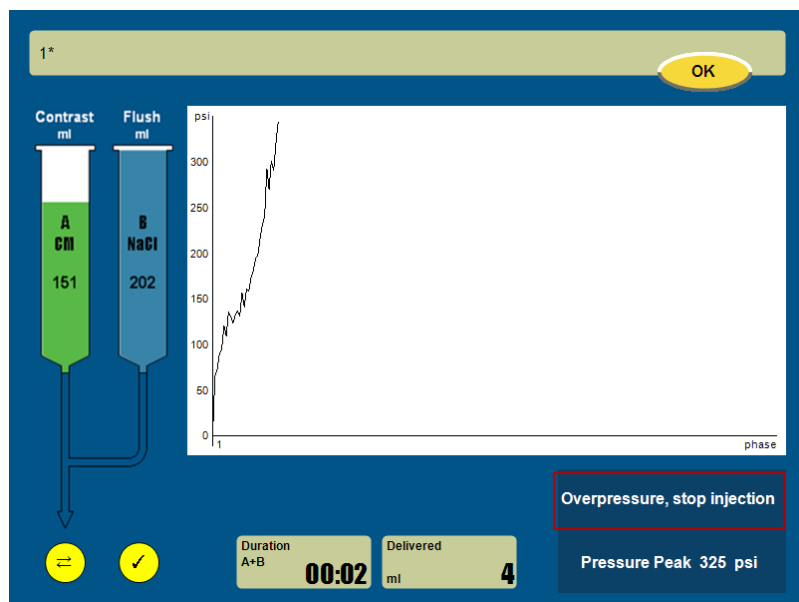 1*
OK
Contrast
ml
Flush
ml
A
CM
151
B
NaCl
202
psi
300
250
200
150
100
50
0
1
phase
Overpressure, stop injection
Duration
A+B
00:02
Delivered
ml
4
Pressure Peak 325 psi